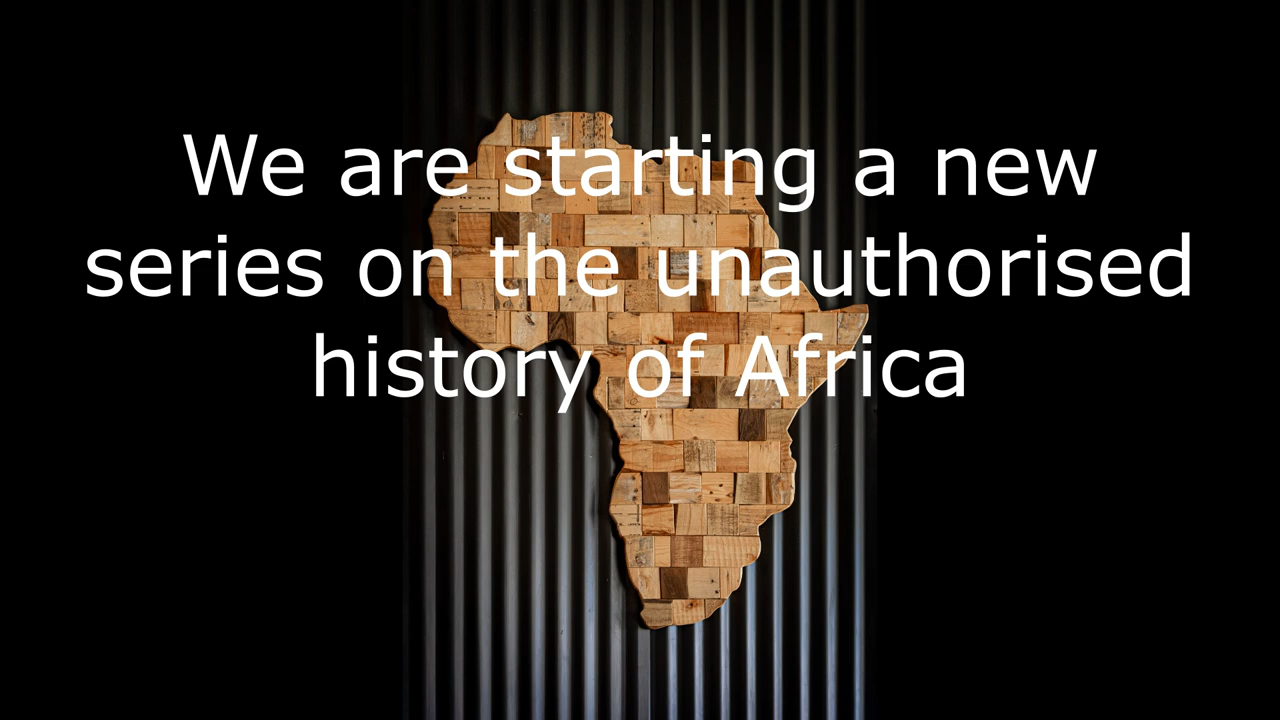 We are starting a new
series on the unauthorised
history of Africa